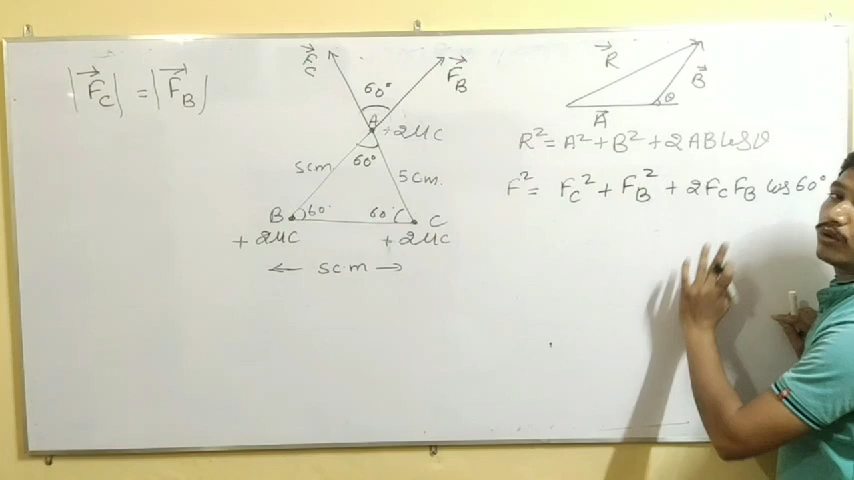 |F⃗C| = |F⃗B|
F⃗C
60°
F⃗B
A
+2μC
60°
5cm
5cm.
B
60°
60°
C
+2μC
+2μC
← 5cm →
R⃗
B⃗
θ
A⃗
R² = A² + B² + 2AB cosθ
F² = FC² + FB² + 2FC FB cos 60°